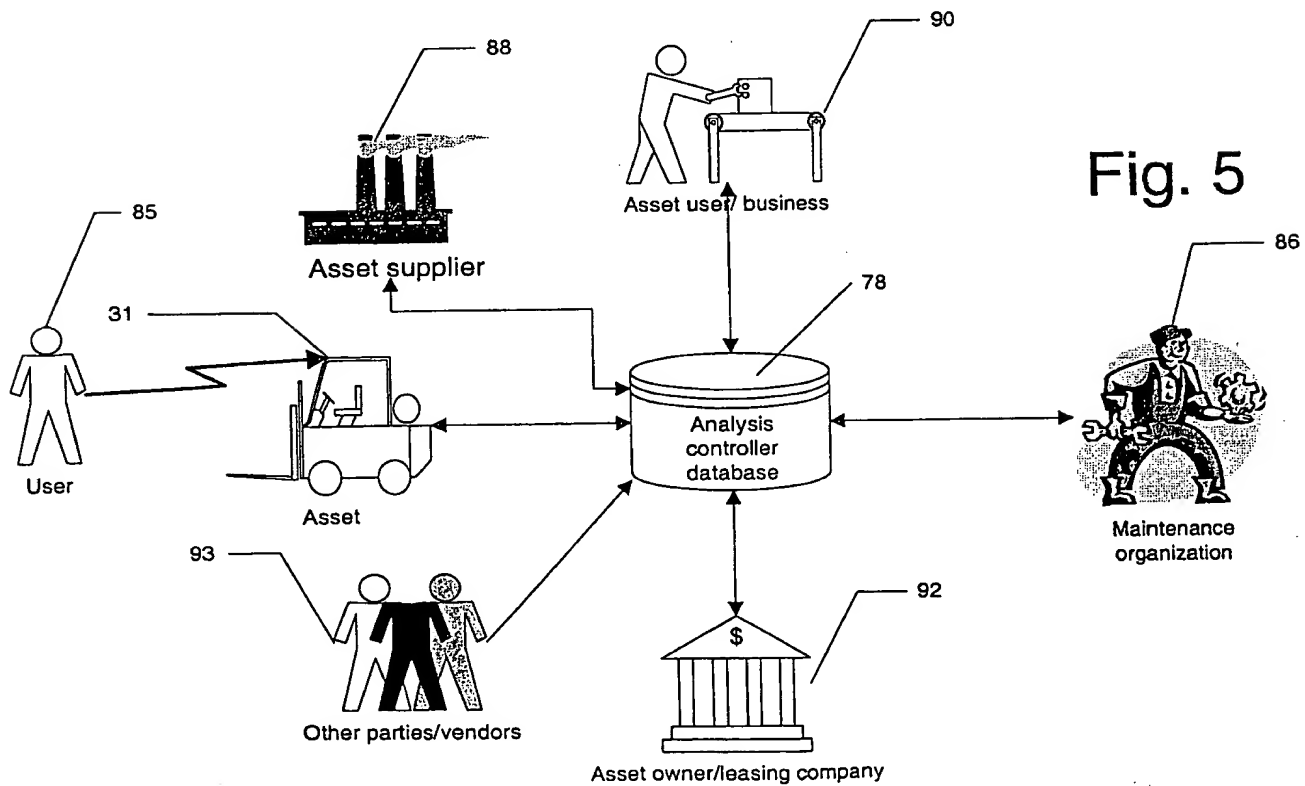 88
90
Fig. 5
85
Asset user/ business
86
Asset supplier
78
31
Analysis
controller
database
User
Asset
Maintenance
organization
93
92
$
Other parties/vendors
Asset owner/leasing company